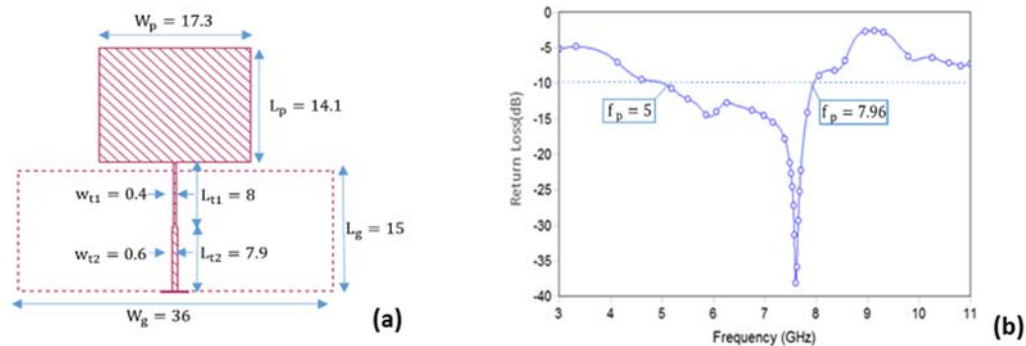 Wp = 17.3
Lp = 14.1
wt1 = 0.4
Lt1 = 8
Lg = 15
wt2 = 0.6
Lt2 = 7.9
Wg = 36
(a)
Return Loss(dB)
0
-5
-10
-15
-20
-25
-30
-35
-40
fp = 5
fp = 7.96
3 4 5 6 7 8 9 10 11
Frequency (GHz)
(b)